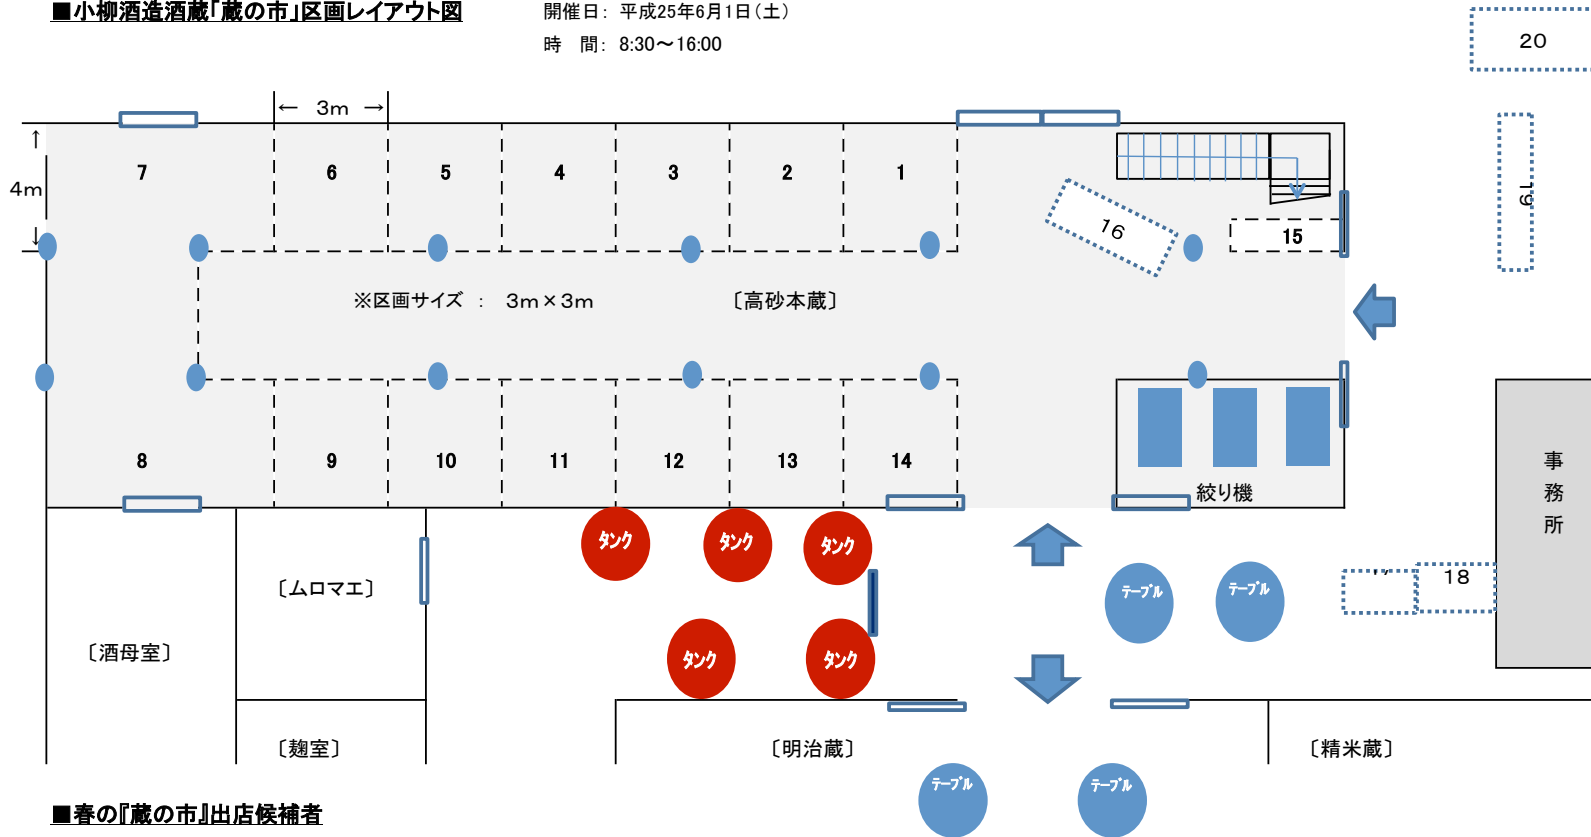 ■小柳酒造酒蔵「蔵の市」区画レイアウト図
開催日： 平成25年6月1日（土）
時　間： 8:30～16:00
20
← 3m →
↑
4m
↓
7
6
5
4
3
2
1
16
15
19
※区画サイズ ： 3m×3m
〔高砂本蔵〕
8
9
10
11
12
13
14
絞り機
事務所
タンク
タンク
タンク
テーブル
テーブル
17
18
〔ムロマエ〕
〔酒母室〕
タンク
タンク
〔麹室〕
〔明治蔵〕
〔精米蔵〕
テーブル
テーブル
■春の『蔵の市』出店候補者